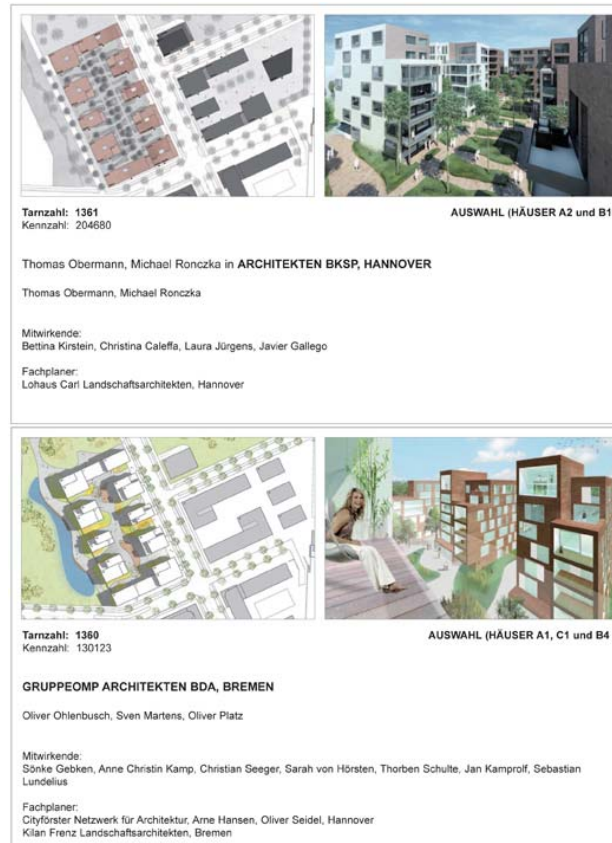 Tarnzahl: 1361
AUSWAHL (HÄUSER A2 und B1
Kennzahl: 204680
Thomas Obermann, Michael Ronczka in ARCHITEKTEN BKSP, HANNOVER
Thomas Obermann, Michael Ronczka
Mitwirkende:
Bettina Kirstein, Christina Caleffa, Laura Jürgens, Javier Gallego
Fachplaner:
Lohaus Carl Landschaftsarchitekten, Hannover
Tarnzahl: 1360
AUSWAHL (HÄUSER A1, C1 und B4
Kennzahl: 130123
GRUPPEOMP ARCHITEKTEN BDA, BREMEN
Oliver Ohlenbusch, Sven Martens, Oliver Platz
Mitwirkende:
Sönke Gebken, Anne Christin Kamp, Christian Seeger, Sarah von Hörsten, Thorben Schulte, Jan Kamprolf, Sebastian
Lundelius
Fachplaner:
Cityförster Netzwerk für Architektur, Arne Hansen, Oliver Seidel, Hannover
Kilan Frenz Landschaftsarchitekten, Bremen